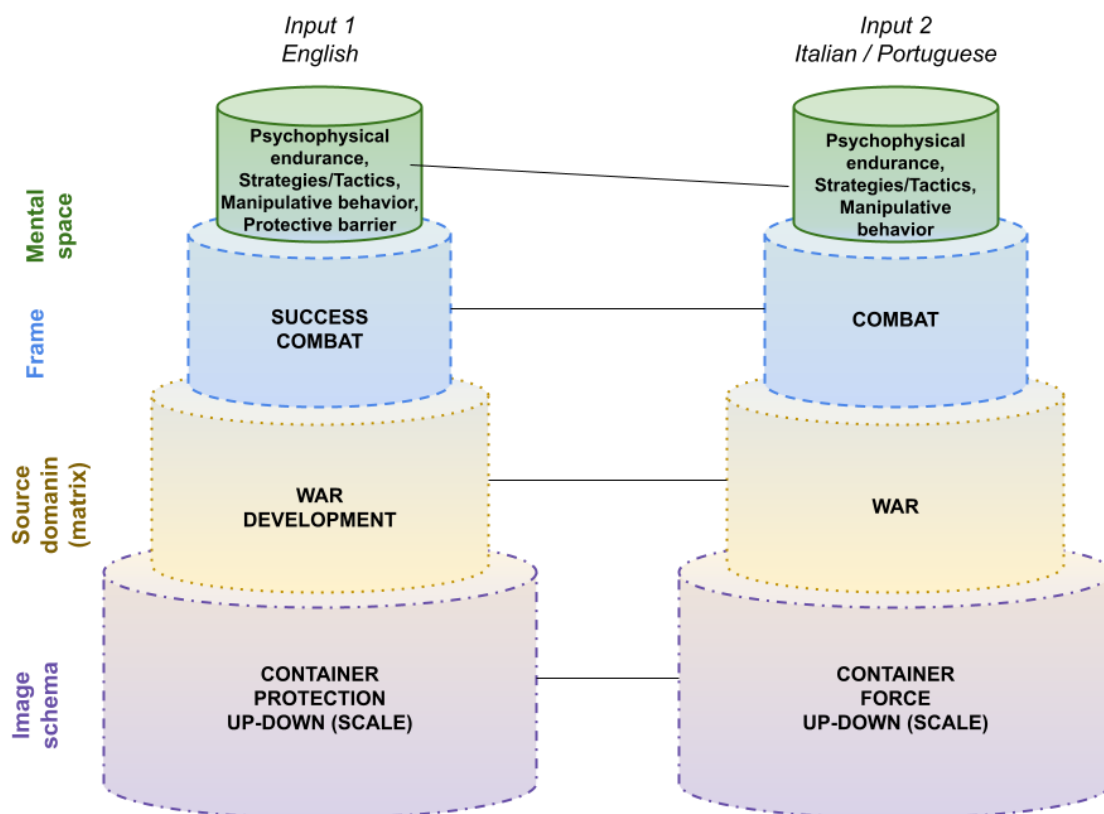 Input 1
English
Input 2
Italian / Portuguese
Mental
space
Psychophysical
endurance,
Strategies/Tactics,
Manipulative behavior,
Protective barrier
Psychophysical
endurance,
Strategies/Tactics,
Manipulative
behavior
Frame
SUCCESS
COMBAT
COMBAT
Source
domanin
(matrix)
WAR
DEVELOPMENT
WAR
Image
schema
CONTAINER
PROTECTION
UP-DOWN (SCALE)
CONTAINER
FORCE
UP-DOWN (SCALE)